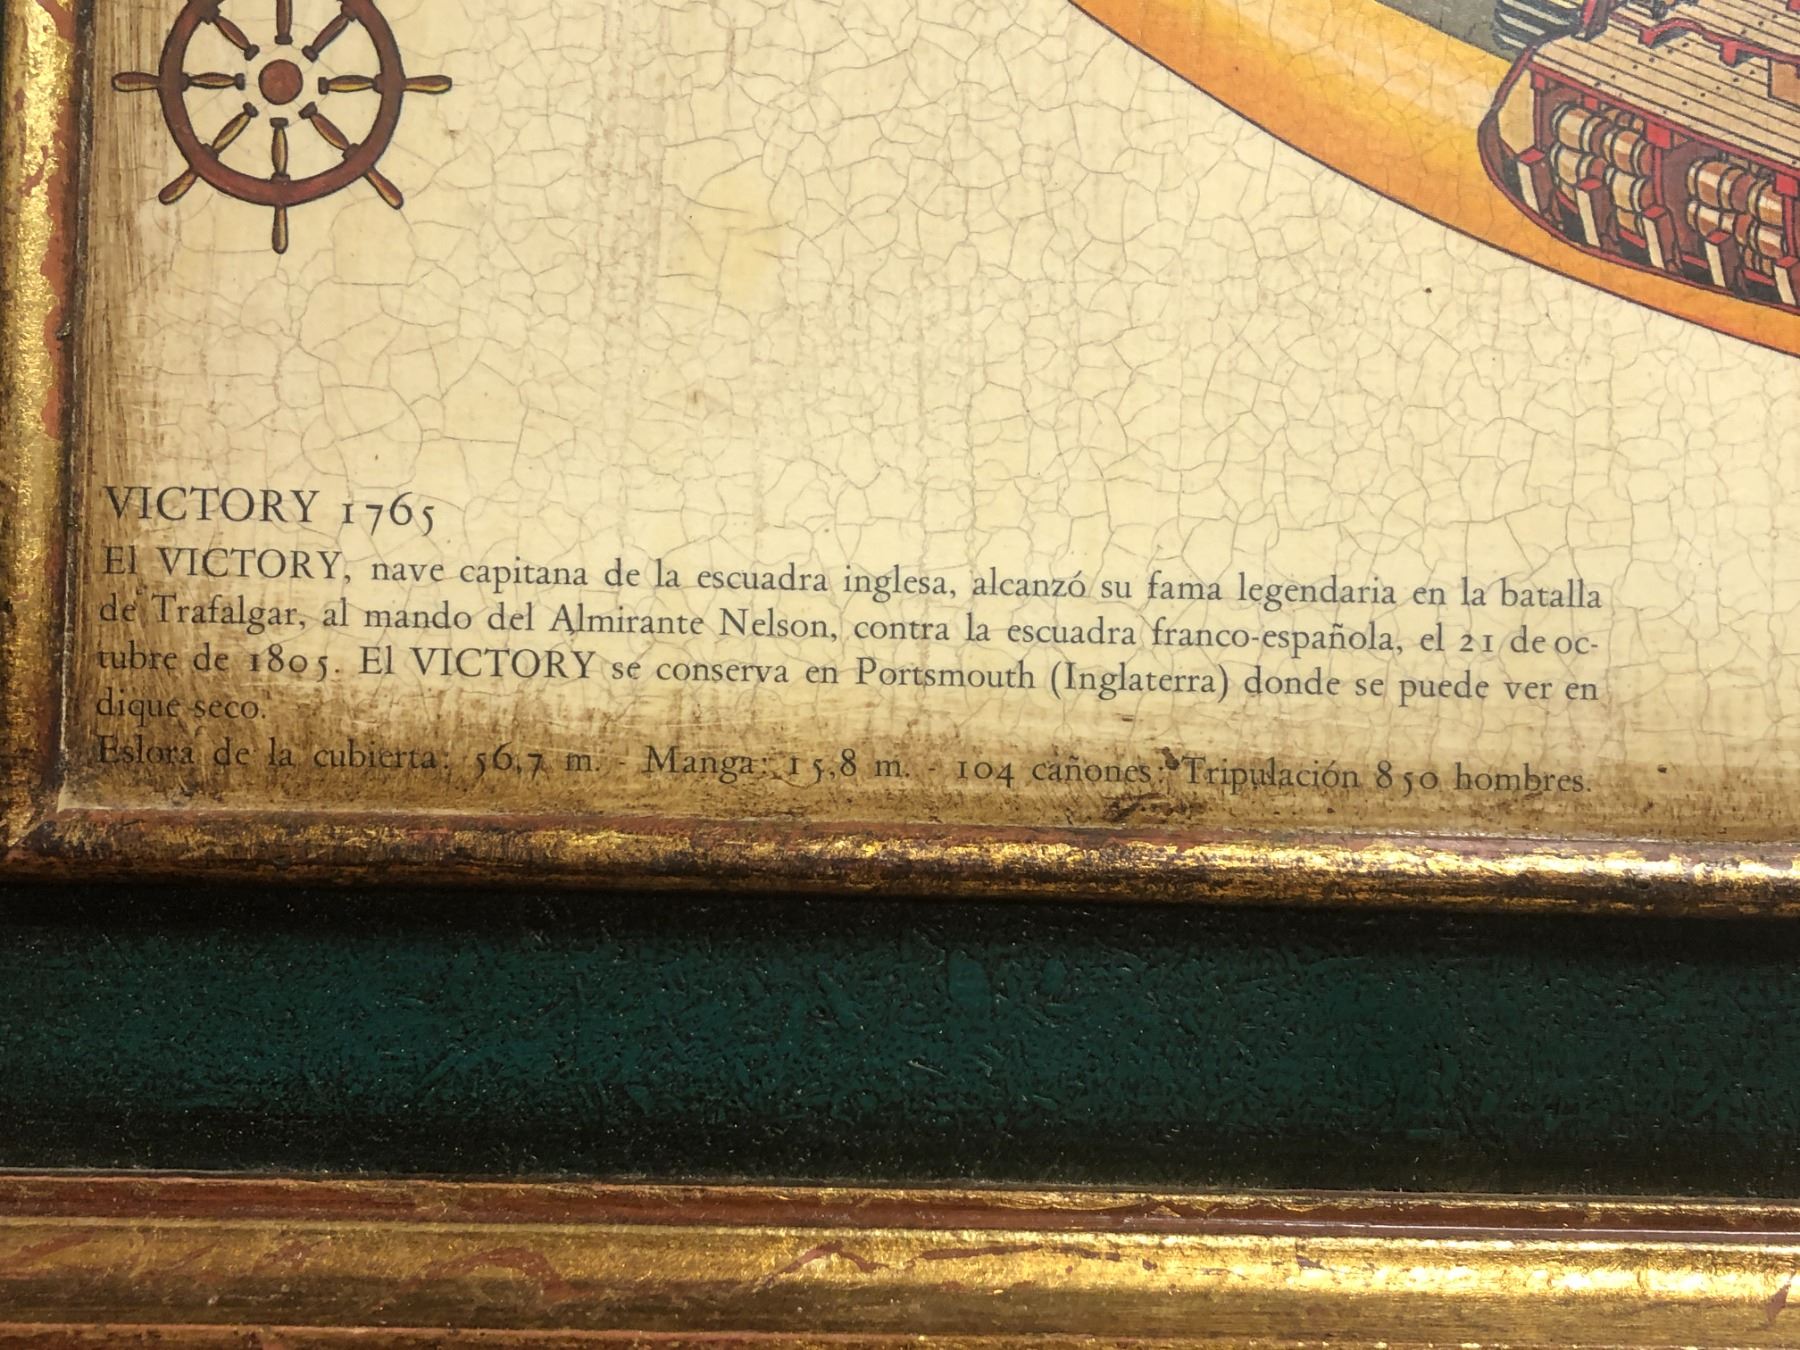 VICTORY 1765
El VICTORY, nave capitana de la escuadra inglesa, alcanzó su fama legendaria en la batalla
de Trafalgar, al mando del Almirante Nelson, contra la escuadra franco-española, el 21 de oc-
tubre de 1805. El VICTORY se conserva en Portsmouth (Inglaterra) donde se puede ver en
dique seco.
Eslora de la cubierta: 56,7 m. - Manga: 15,8 m. - 104 cañones: Tripulación 850 hombres.